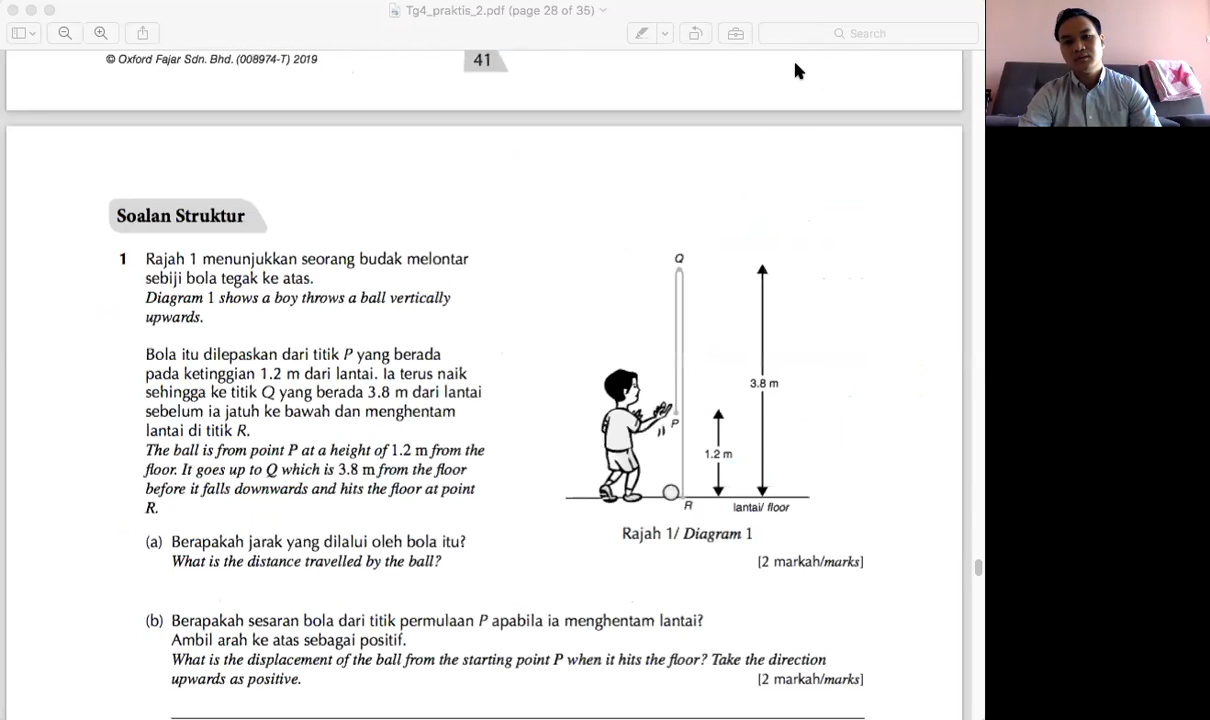 Tg4_praktis_2.pdf (page 28 of 35)
Search
© Oxford Fajar Sdn. Bhd. (008974-T) 2019
41
Soalan Struktur
1 Rajah 1 menunjukkan seorang budak melontar
sebiji bola tegak ke atas.
Diagram 1 shows a boy throws a ball vertically
upwards.
Bola itu dilepaskan dari titik P yang berada
pada ketinggian 1.2 m dari lantai. Ia terus naik
sehingga ke titik Q yang berada 3.8 m dari lantai
sebelum ia jatuh ke bawah dan menghentam
lantai di titik R.
The ball is from point P at a height of 1.2 m from the
floor. It goes up to Q which is 3.8 m from the floor
before it falls downwards and hits the floor at point
R.
Q
3.8 m
P
1.2 m
R
lantai/ floor
Rajah 1/ Diagram 1
(a) Berapakah jarak yang dilalui oleh bola itu?
What is the distance travelled by the ball?
[2 markah/marks]
(b) Berapakah sesaran bola dari titik permulaan P apabila ia menghentam lantai?
Ambil arah ke atas sebagai positif.
What is the displacement of the ball from the starting point P when it hits the floor? Take the direction
upwards as positive.
[2 markah/marks]